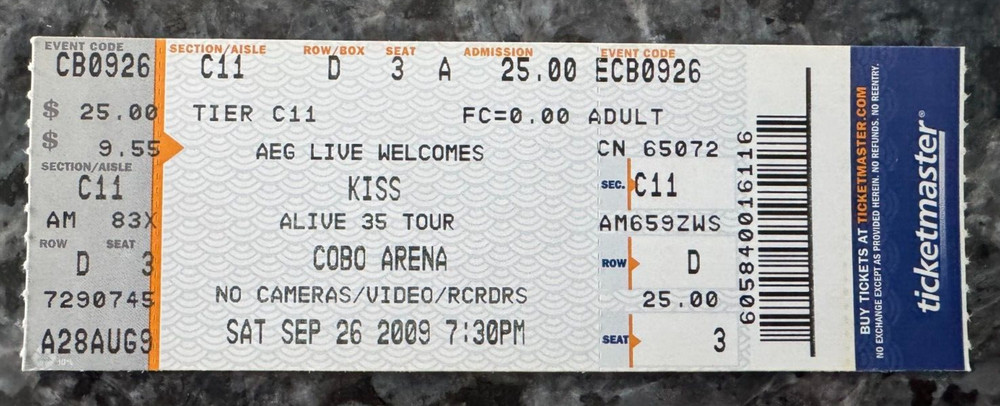 EVENT CODE
CB0926
$ 25.00
$ 9.55
SECTION/AISLE
C11
AM 83X
ROW SEAT
D 3
7290745
A28AUG9
10%
SECTION/AISLE ROW/BOX SEAT ADMISSION
C11 D 3 A 25.00
TIER C11 FC=0.00 ADULT
AEG LIVE WELCOMES
KISS
ALIVE 35 TOUR
COBO ARENA
NO CAMERAS/VIDEO/RCRDRS
SAT SEP 26 2009 7:30PM
EVENT CODE
ECB0926
CN 65072
SEC. C11
AM659ZWS
ROW D
25.00
SEAT 3
605840016116
BUY TICKETS AT TICKETMASTER.COM
NO EXCHANGE EXCEPT AS PROVIDED HEREIN. NO REFUNDS. NO REENTRY.
ticketmaster®